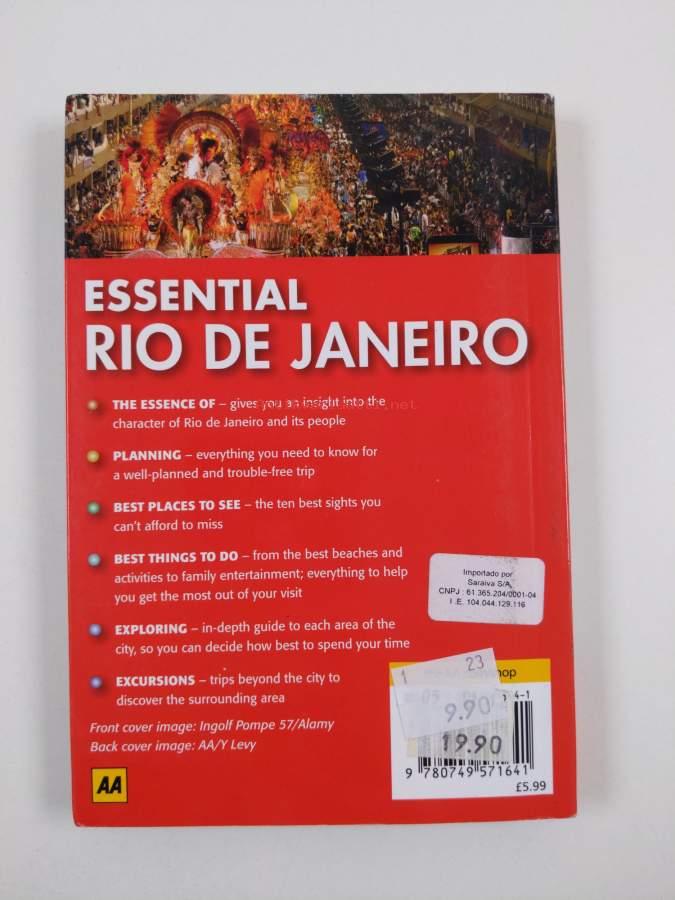 ESSENTIAL
RIO DE JANEIRO
THE ESSENCE OF – gives you an insight into the
character of Rio de Janeiro and its people
PLANNING – everything you need to know for
a well-planned and trouble-free trip
BEST PLACES TO SEE – the ten best sights you
can't afford to miss
BEST THINGS TO DO – from the best beaches and
activities to family entertainment; everything to help
you get the most out of your visit
EXPLORING – in-depth guide to each area of the
city, so you can decide how best to spend your time
EXCURSIONS – trips beyond the city to
discover the surrounding area
Front cover image: Ingolf Pompe 57/Alamy
Back cover image: AA/Y Levy
AA
Importado por
Saraiva S/A,
CNPJ : 61.365.204/0001-04
I .E. 104.044.129.116
1 23
9.90
19.90
4-1
9 780749 571641
£5.99